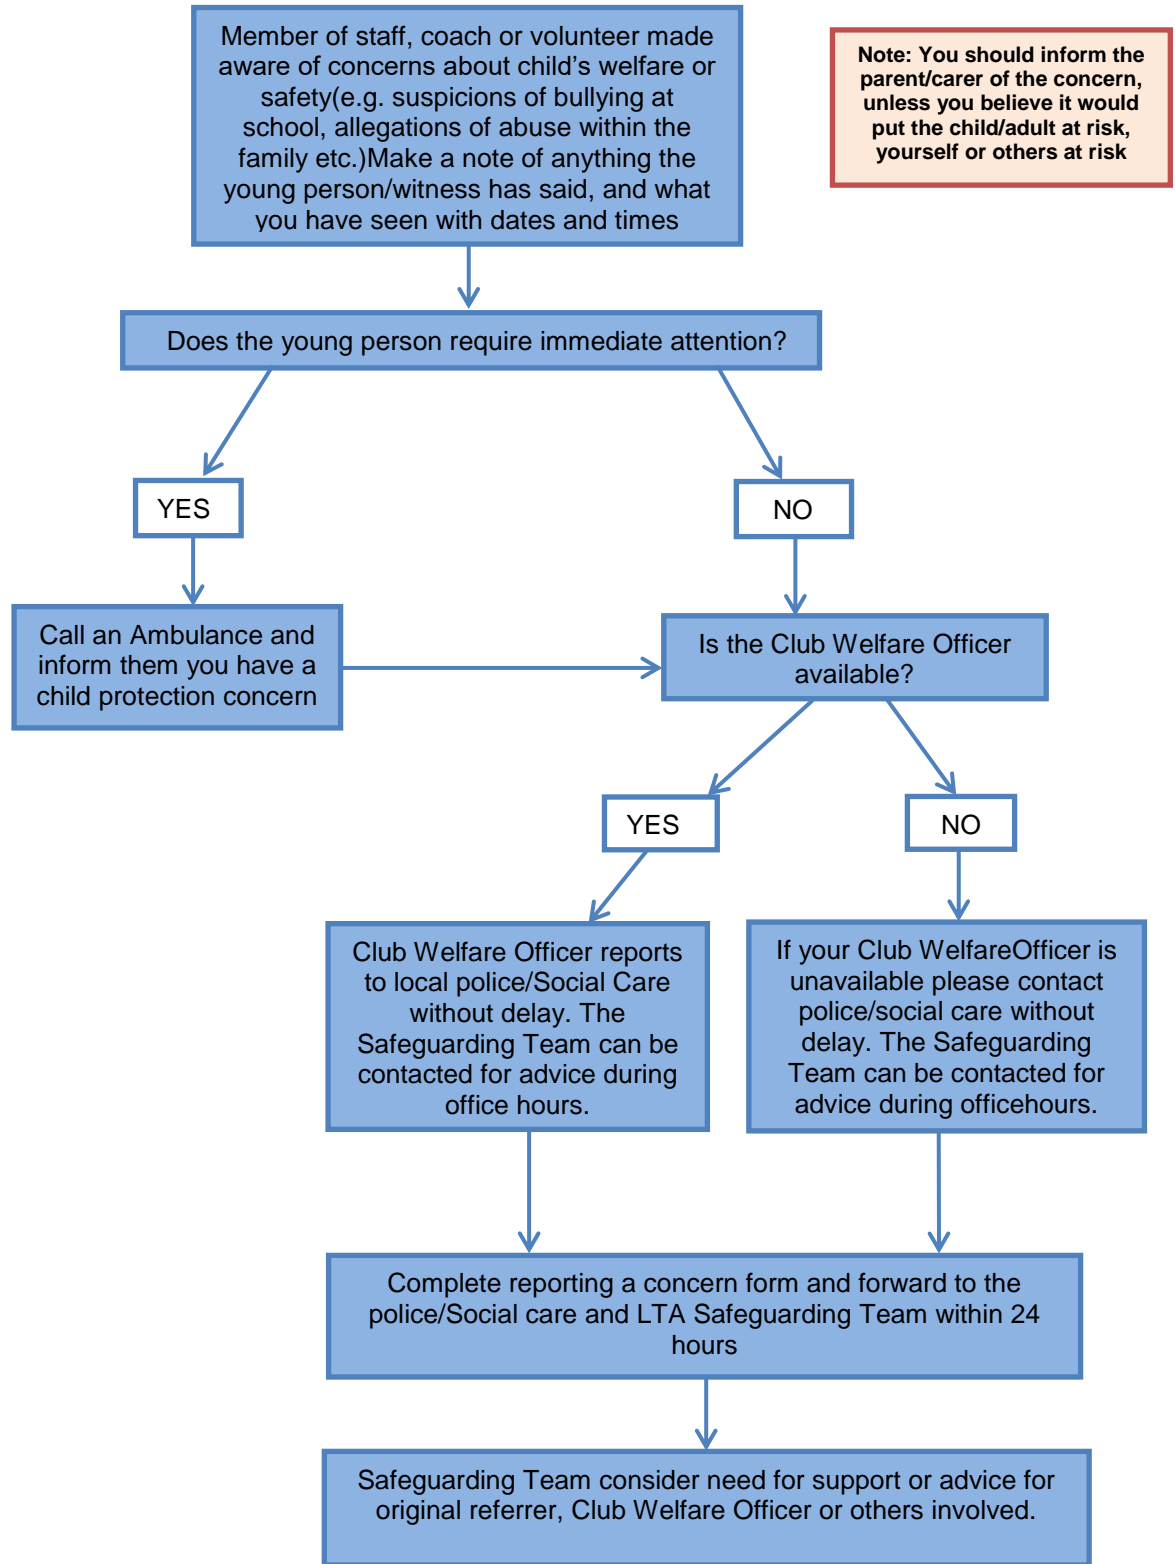 Member of staff, coach or volunteer made
aware of concerns about child's welfare or
safety(e.g. suspicions of bullying at
school, allegations of abuse within the
family etc.)Make a note of anything the
young person/witness has said, and what
you have seen with dates and times
Note: You should inform the
parent/carer of the concern,
unless you believe it would
put the child/adult at risk,
yourself or others at risk
Does the young person require immediate attention?
YES
NO
Call an Ambulance and
inform them you have a
child protection concern
Is the Club Welfare Officer
available?
YES
NO
Club Welfare Officer reports
to local police/Social Care
without delay. The
Safeguarding Team can be
contacted for advice during
office hours.
If your Club WelfareOfficer is
unavailable please contact
police/social care without
delay. The Safeguarding
Team can be contacted for
advice during officehours.
Complete reporting a concern form and forward to the
police/Social care and LTA Safeguarding Team within 24
hours
Safeguarding Team consider need for support or advice for
original referrer, Club Welfare Officer or others involved.